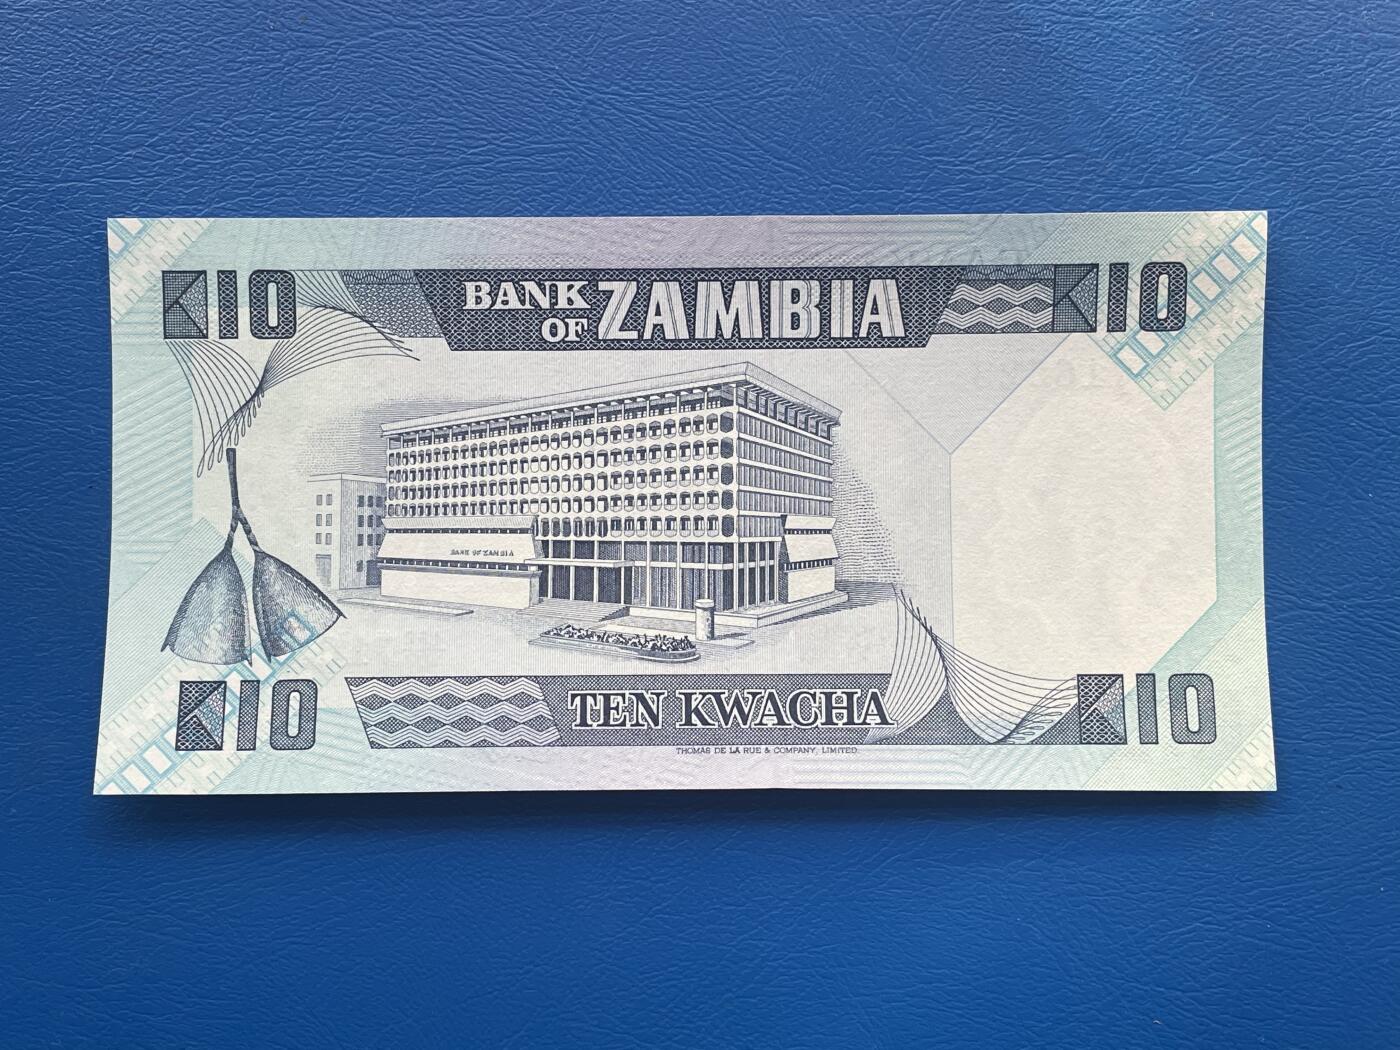 K10
BANK OF ZAMBIA
K10
BANK OF ZAMBIA
K10
TEN KWACHA
K10
THOMAS DE LA RUE & COMPANY, LIMITED.